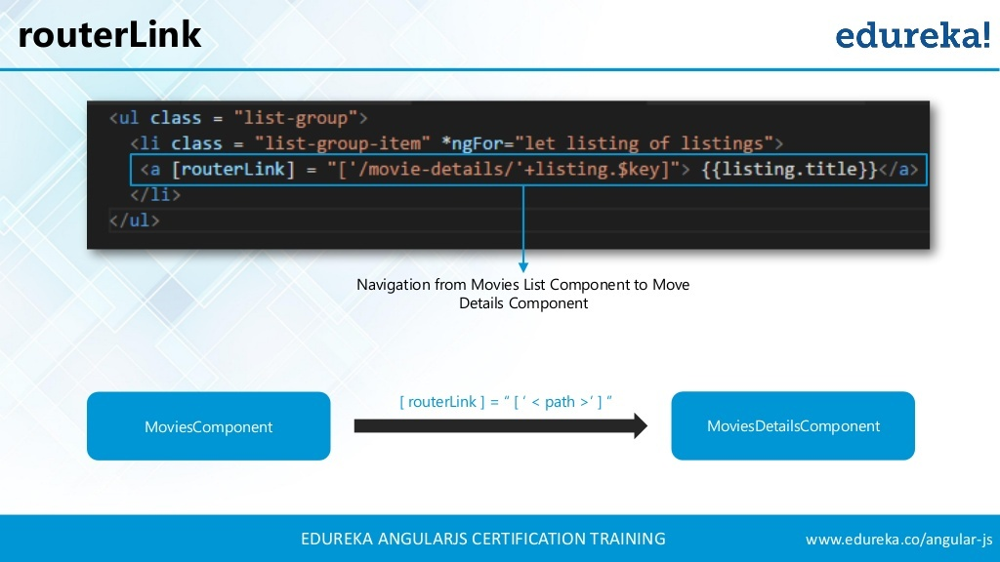 routerLink
edureka!
<ul class = "list-group">
<li class = "list-group-item" *ngFor="let listing of listings">
<a [routerLink] = "['/movie-details/'+listing.$key]"> {{listing.title}}</a>
</li>
</ul>
Navigation from Movies List Component to Move
Details Component
[ routerLink ] = “ [ ‘ < path >’ ] ”
MoviesComponent
MoviesDetailsComponent
EDUREKA ANGULARJS CERTIFICATION TRAINING
www.edureka.co/angular-js